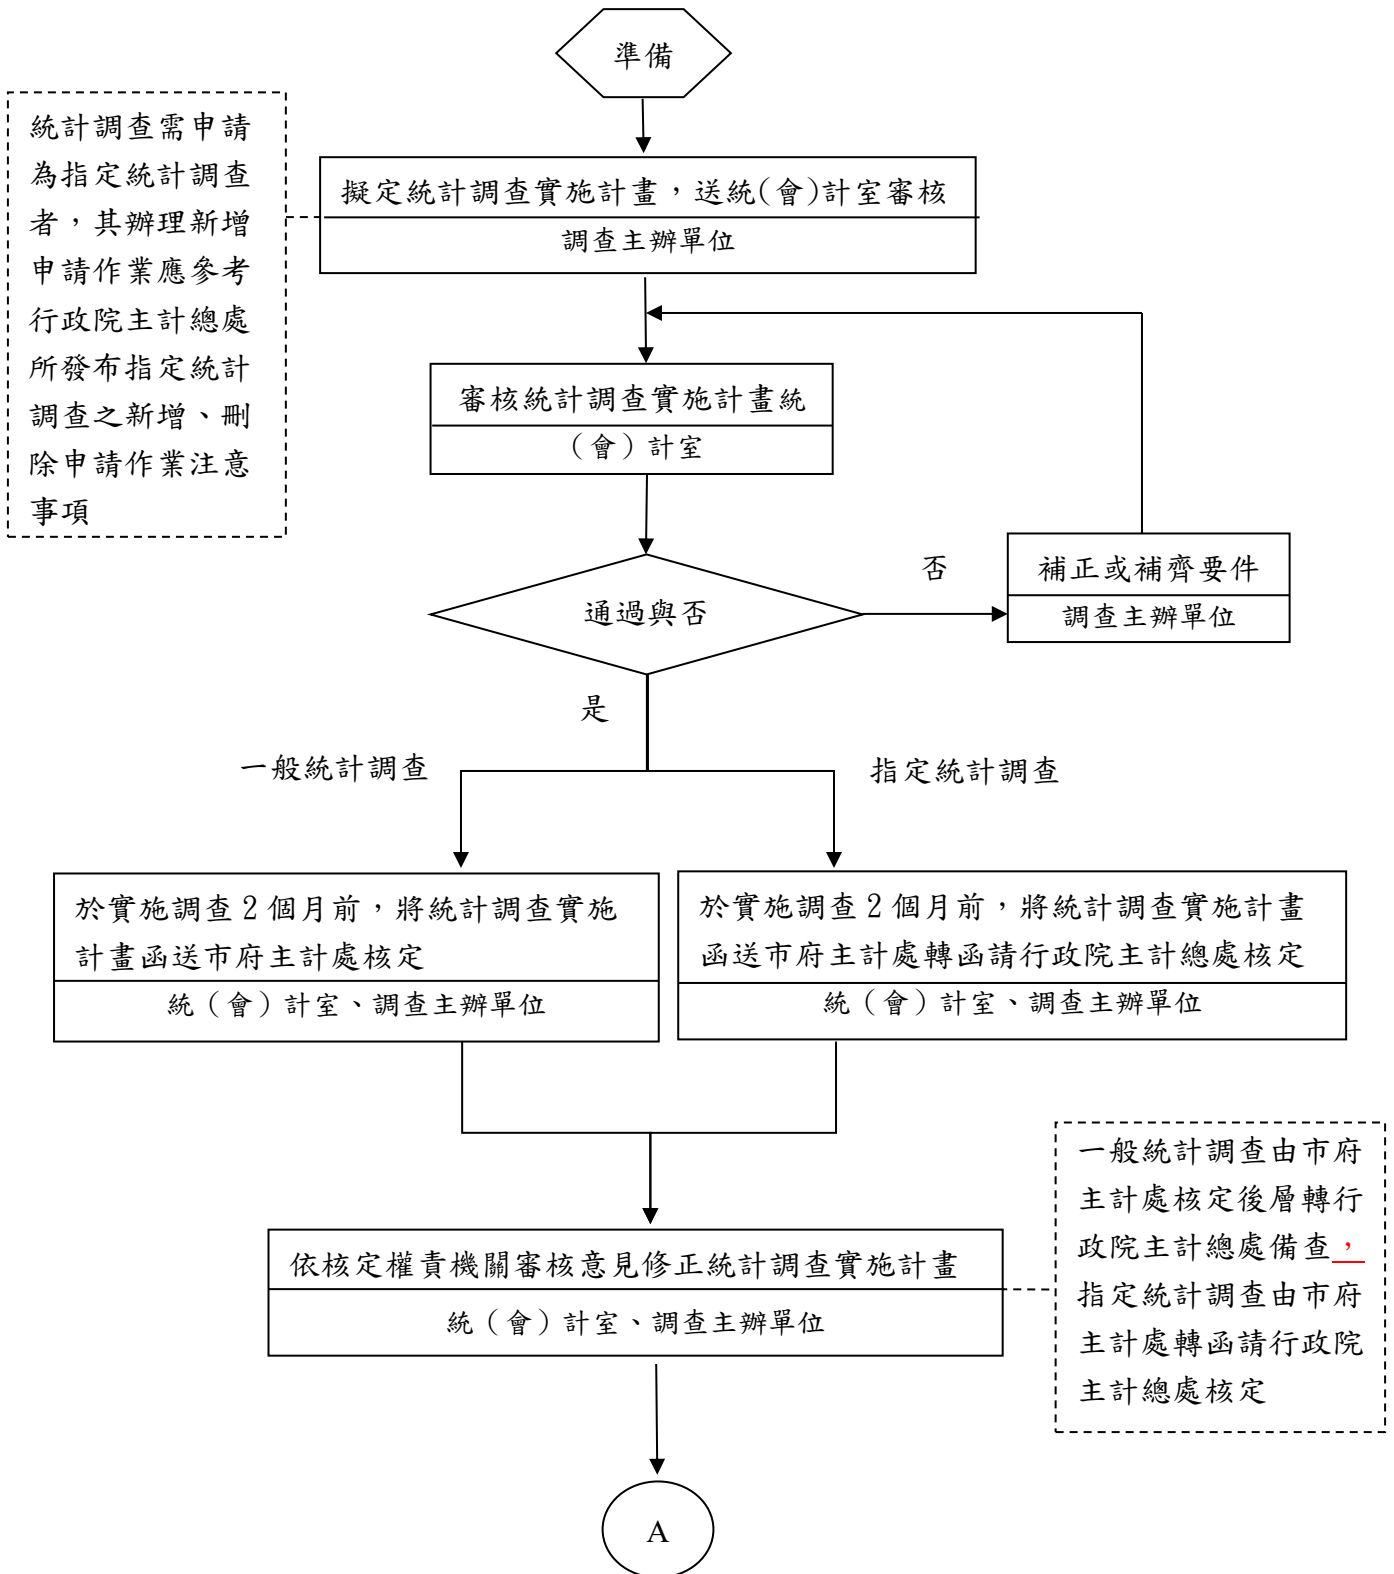 準備
統計調查需申請
為指定統計調查
者，其辦理新增
申請作業應參考
行政院主計總處
所發布指定統計
調查之新增、刪
除申請作業注意
事項
擬定統計調查實施計畫，送統(會)計室審核
調查主辦單位
審核統計調查實施計畫統
（會）計室
通過與否
否
補正或補齊要件
調查主辦單位
是
一般統計調查
指定統計調查
於實施調查2個月前，將統計調查實施
計畫函送市府主計處核定
統（會）計室、調查主辦單位
於實施調查2個月前，將統計調查實施計畫
函送市府主計處轉函請行政院主計總處核定
統（會）計室、調查主辦單位
依核定權責機關審核意見修正統計調查實施計畫
統（會）計室、調查主辦單位
一般統計調查由市府
主計處核定後層轉行
政院主計總處備查，
指定統計調查由市府
主計處轉函請行政院
主計總處核定
A